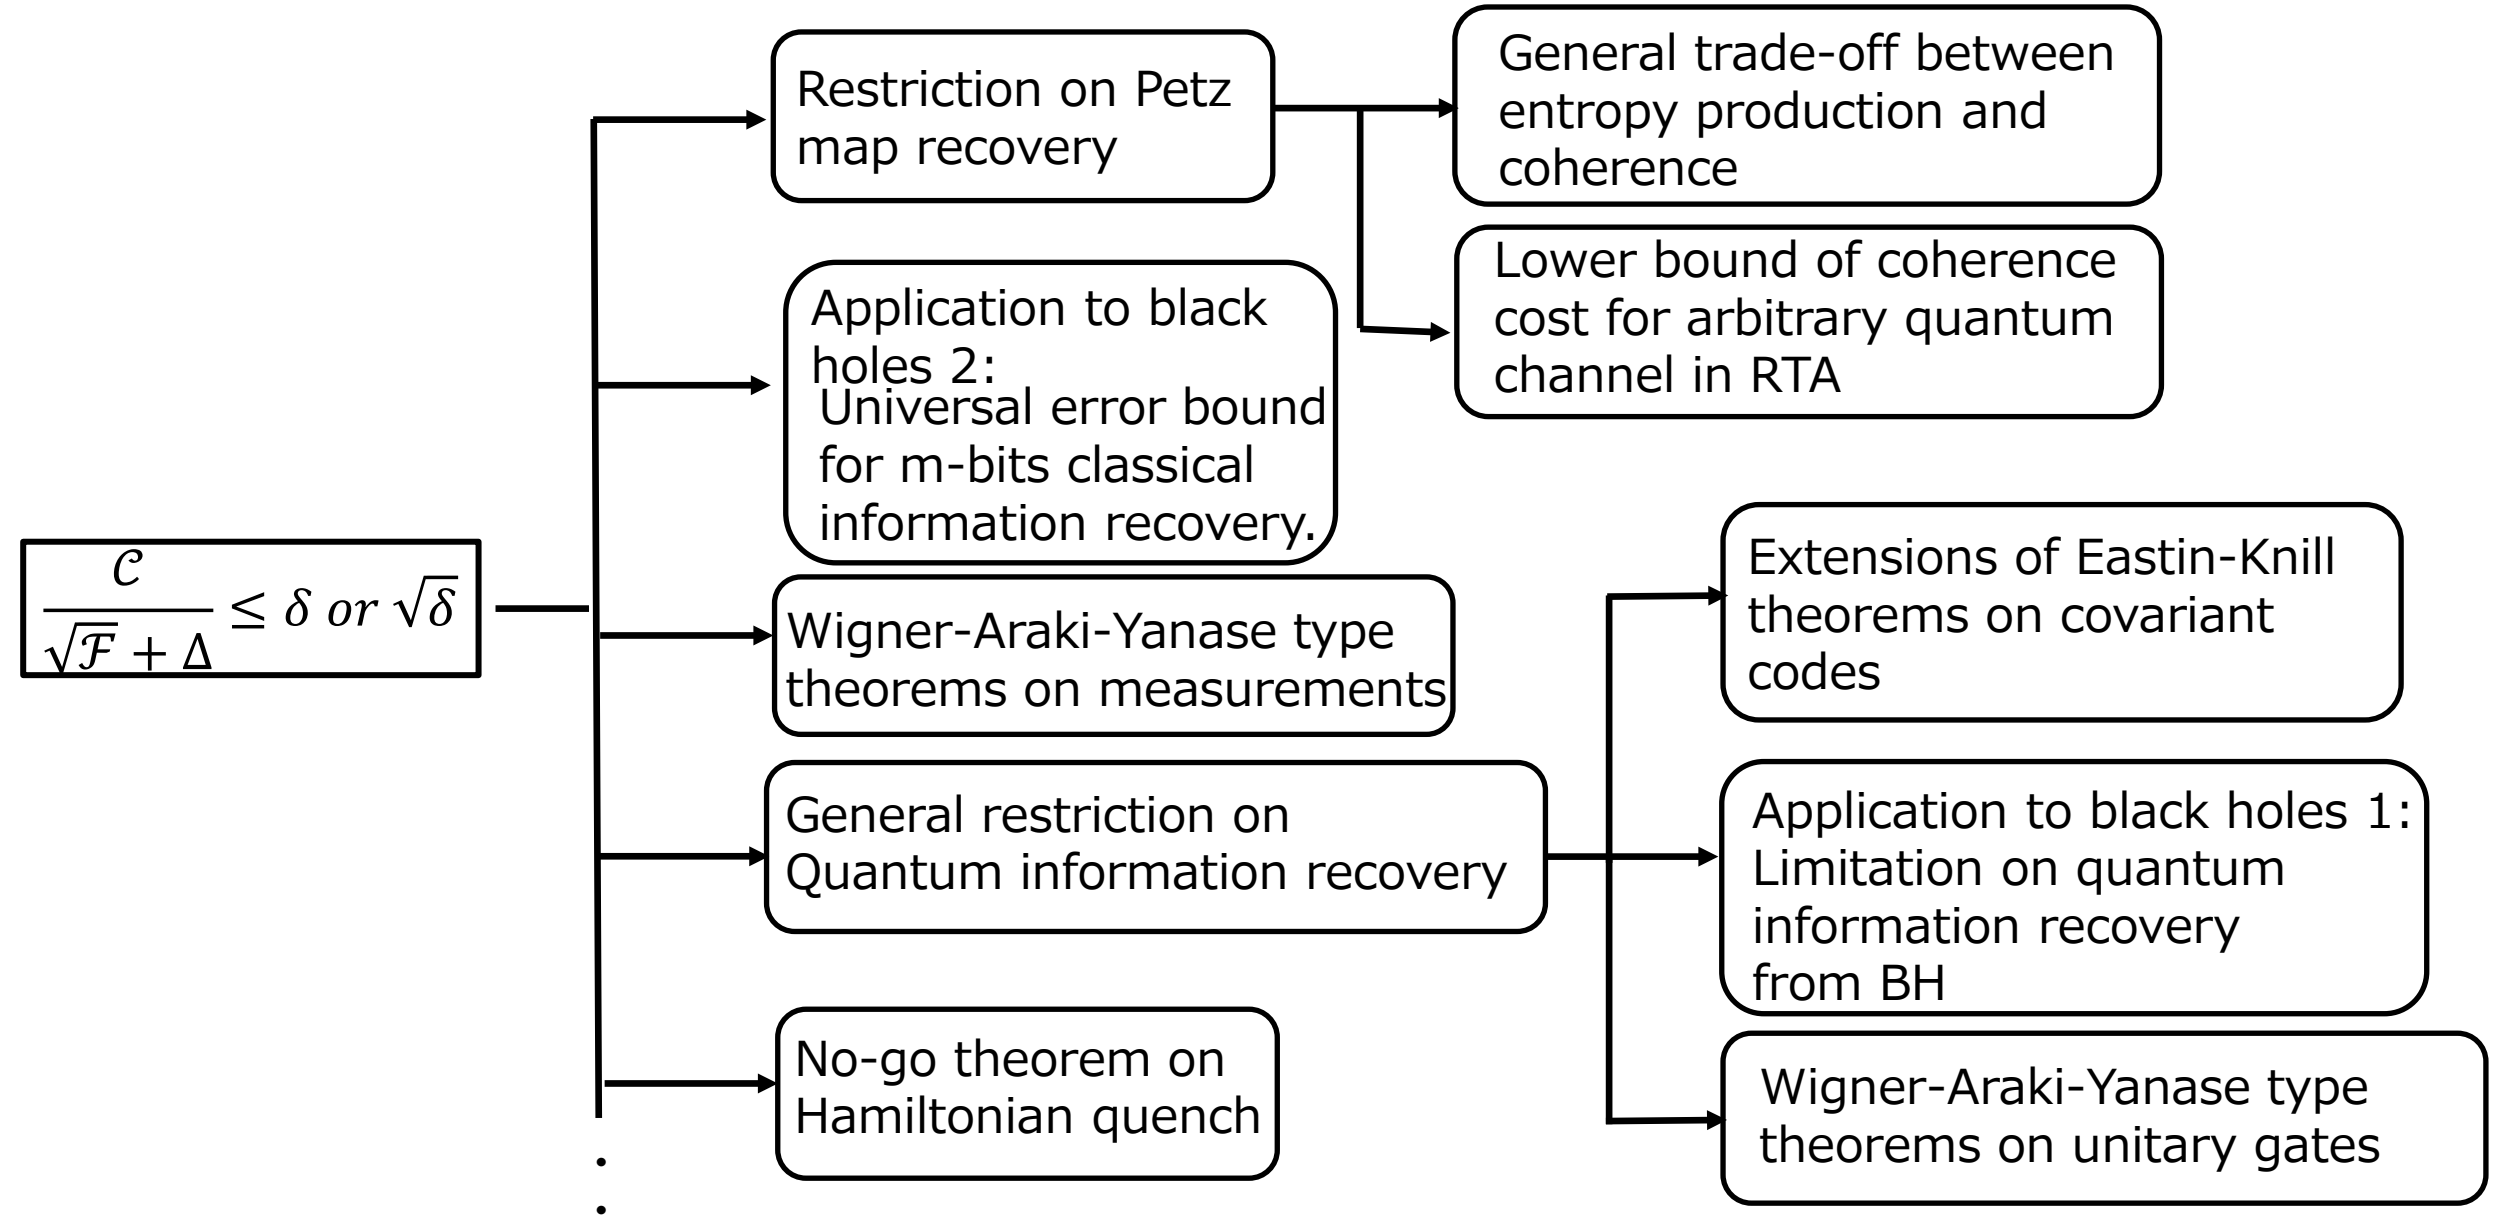 𝒞
√ℱ + Δ
≤ δ or √δ
Restriction on Petz
map recovery
General trade-off between
entropy production and
coherence
Lower bound of coherence
cost for arbitrary quantum
channel in RTA
Application to black
holes 2:
Universal error bound
for m-bits classical
information recovery.
Wigner-Araki-Yanase type
theorems on measurements
General restriction on
Quantum information recovery
Extensions of Eastin-Knill
theorems on covariant
codes
Application to black holes 1:
Limitation on quantum
information recovery
from BH
Wigner-Araki-Yanase type
theorems on unitary gates
No-go theorem on
Hamiltonian quench